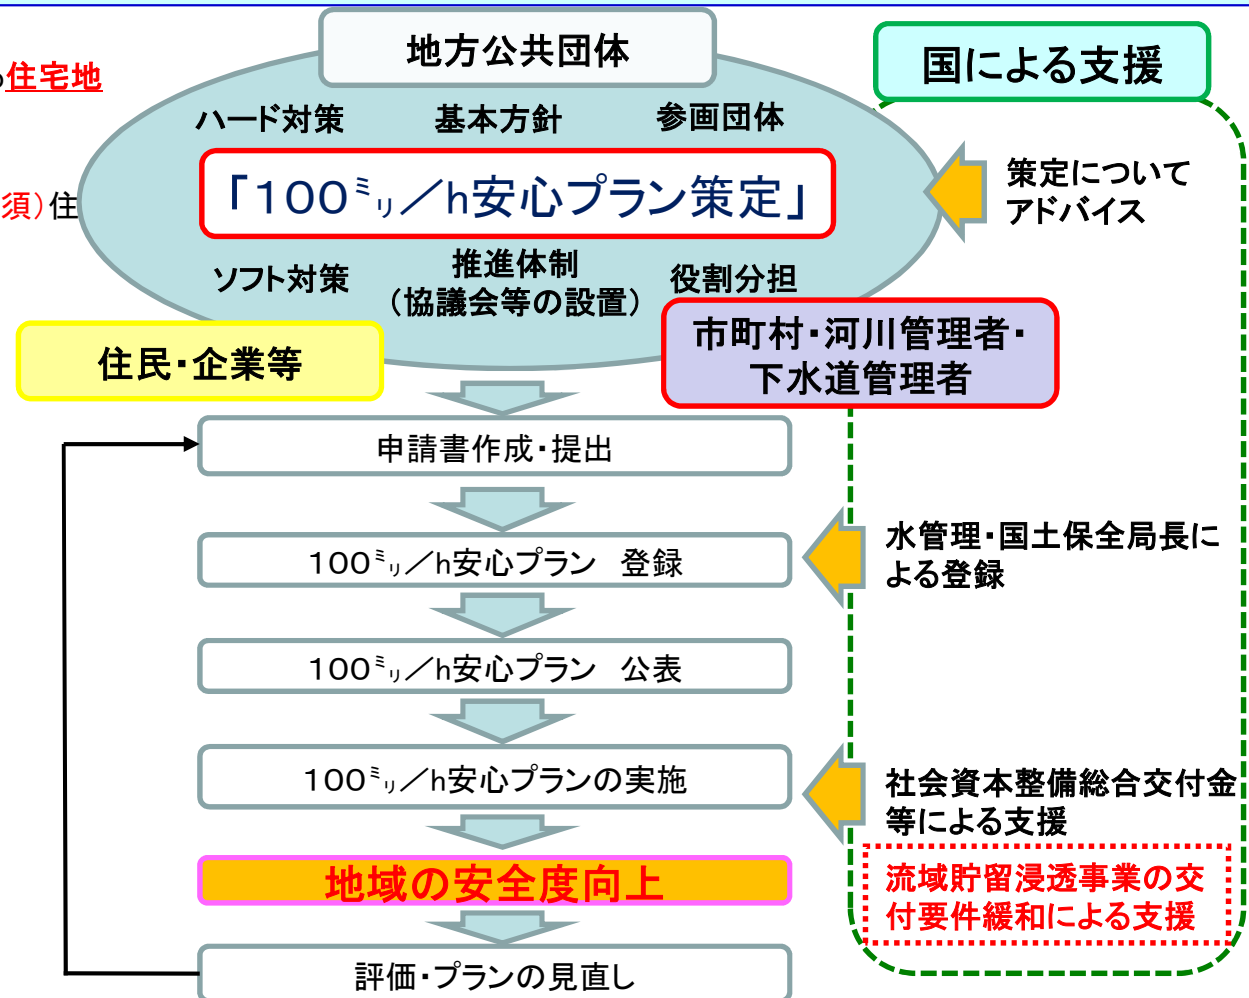 地方公共団体
国による支援
住宅地
ハード対策 基本方針 参画団体
「100㍉/h安心プラン策定」
策定について
アドバイス
須)住
ソフト対策
推進体制
(協議会等の設置)
役割分担
住民・企業等
市町村・河川管理者・
下水道管理者
申請書作成・提出
100㍉/h安心プラン 登録
水管理・国土保全局長に
よる登録
100㍉/h安心プラン 公表
100㍉/h安心プランの実施
社会資本整備総合交付金
等による支援
地域の安全度向上
流域貯留浸透事業の交
付要件緩和による支援
評価・プランの見直し